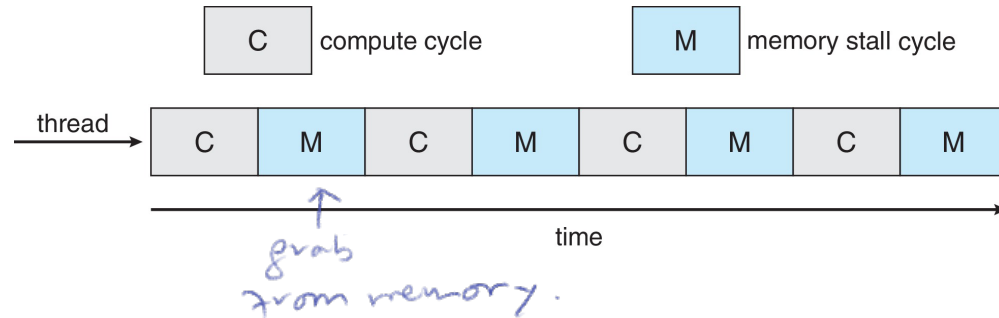 C compute cycle M memory stall cycle
thread C M C M C M C M
time
grab
from memory.